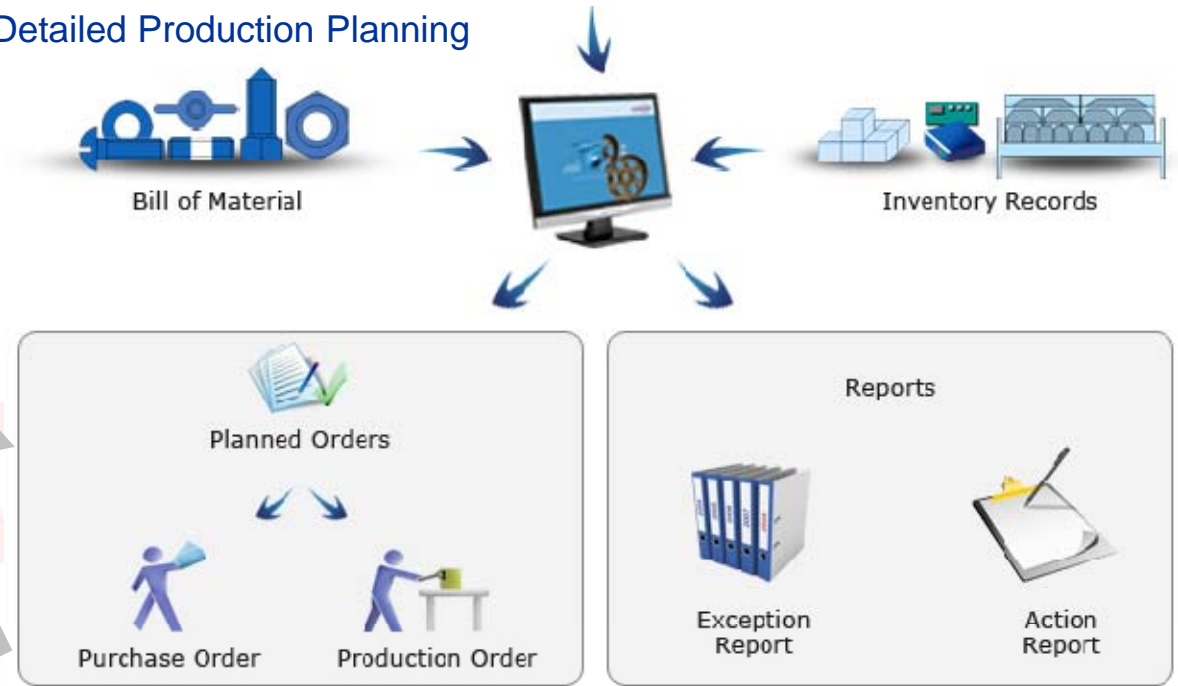 Detailed Production Planning
Bill of Material
Inventory Records
Planned Orders
Reports
Purchase Order
Production Order
Exception
Report
Action
Report